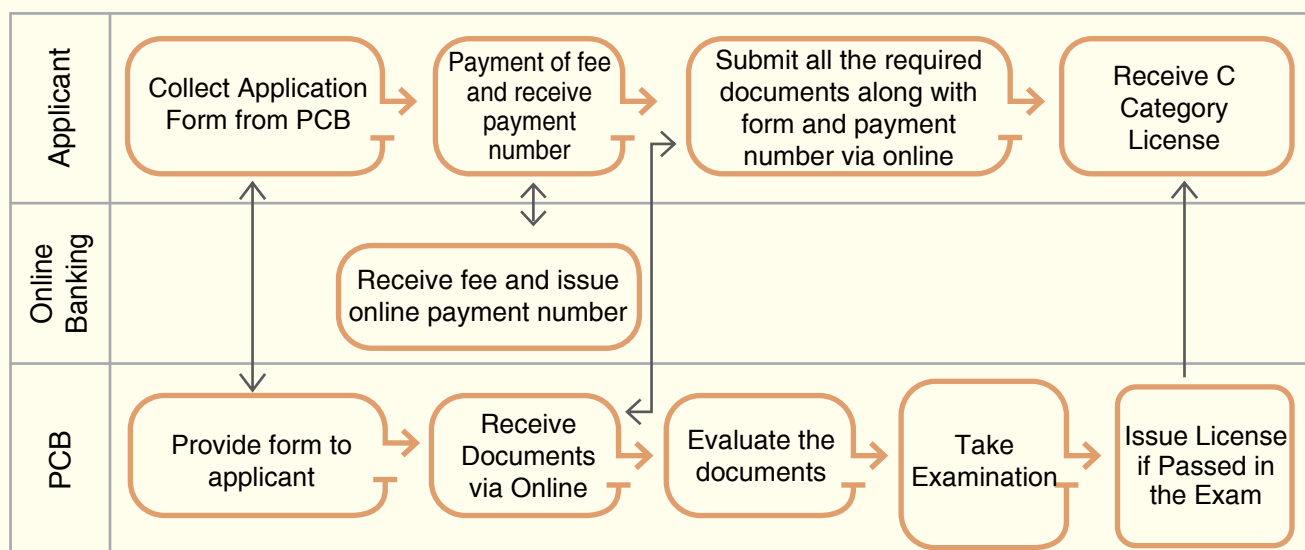 Applicant
Collect Application
Form from PCB
Payment of fee
and receive
payment
number
Submit all the required
documents along with
form and payment
number via online
Receive C
Category
License
Online
Banking
Receive fee and issue
online payment number
PCB
Provide form to
applicant
Receive
Documents
via Online
Evaluate the
documents
Take
Examination
Issue License
if Passed in
the Exam